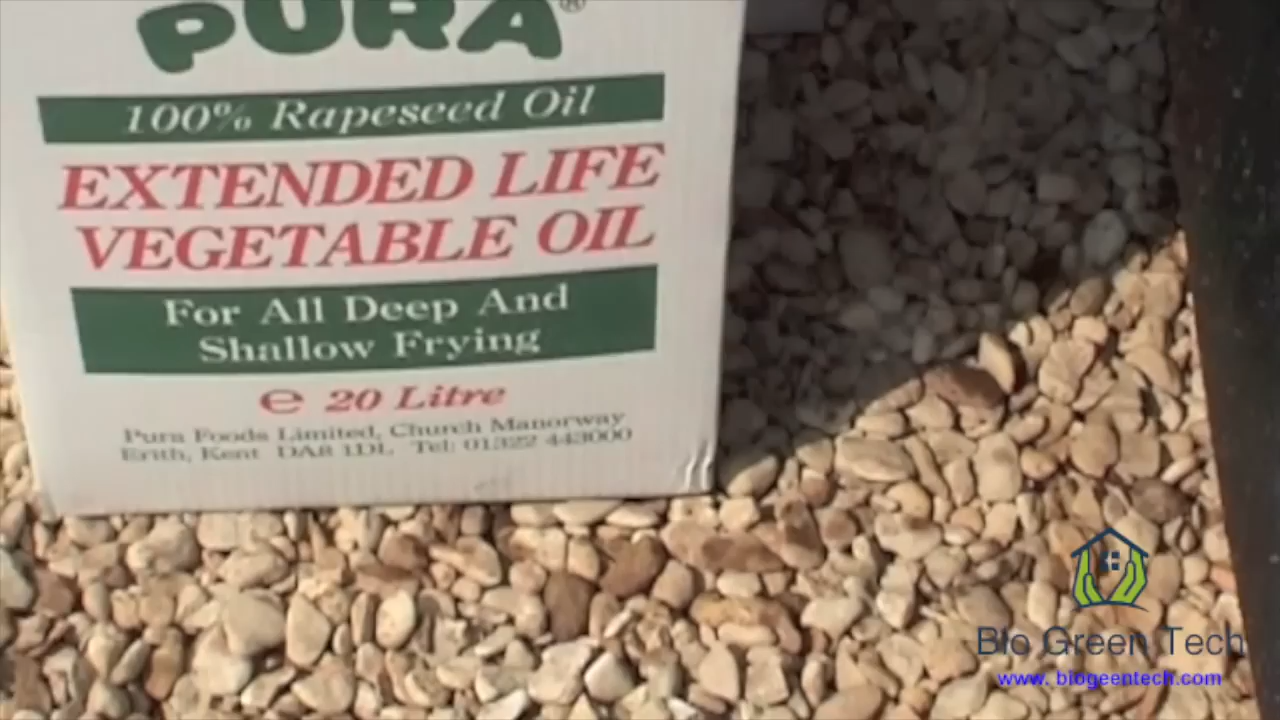 PURA®
100% Rapeseed Oil
EXTENDED LIFE
VEGETABLE OIL
For All Deep And
Shallow Frying
℮ 20 Litre
Pura Foods Limited, Church Manorway
Erith, Kent DA8 1DL Tel: 01322 443000
Bio Green Tech
www. biogeentech.com